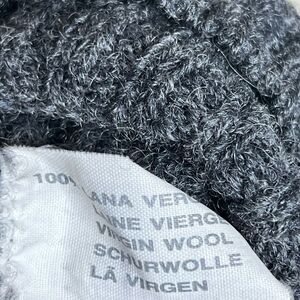 100% LANA VERG
LAINE VIERGE
VIRGIN WOOL
SCHURWOLLE
LÃ VIRGEN